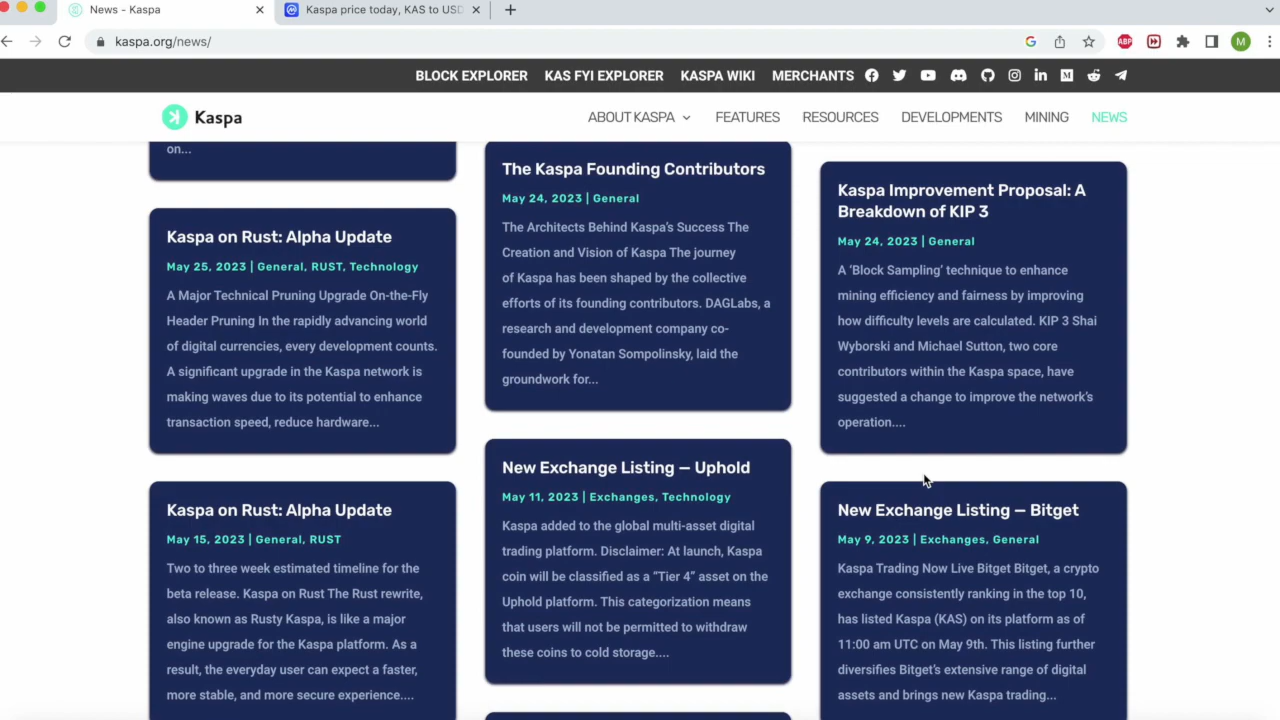 News - Kaspa
Kaspa price today, KAS to USD
kaspa.org/news/
ABP
M
BLOCK EXPLORER KAS FYI EXPLORER KASPA WIKI MERCHANTS
Kaspa
ABOUT KASPA FEATURES RESOURCES DEVELOPMENTS MINING NEWS
on...
Kaspa on Rust: Alpha Update
May 25, 2023 | General, RUST, Technology
A Major Technical Pruning Upgrade On-the-Fly
Header Pruning In the rapidly advancing world
of digital currencies, every development counts.
A significant upgrade in the Kaspa network is
making waves due to its potential to enhance
transaction speed, reduce hardware...
Kaspa on Rust: Alpha Update
May 15, 2023 | General, RUST
Two to three week estimated timeline for the
beta release. Kaspa on Rust The Rust rewrite,
also known as Rusty Kaspa, is like a major
engine upgrade for the Kaspa platform. As a
result, the everyday user can expect a faster,
more stable, and more secure experience....
The Kaspa Founding Contributors
May 24, 2023 | General
The Architects Behind Kaspa's Success The
Creation and Vision of Kaspa The journey
of Kaspa has been shaped by the collective
efforts of its founding contributors. DAGLabs, a
research and development company co-
founded by Yonatan Sompolinsky, laid the
groundwork for...
New Exchange Listing – Uphold
May 11, 2023 | Exchanges, Technology
Kaspa added to the global multi-asset digital
trading platform. Disclaimer: At launch, Kaspa
coin will be classified as a "Tier 4" asset on the
Uphold platform. This categorization means
that users will not be permitted to withdraw
these coins to cold storage....
Kaspa Improvement Proposal: A
Breakdown of KIP 3
May 24, 2023 | General
A 'Block Sampling' technique to enhance
mining efficiency and fairness by improving
how difficulty levels are calculated. KIP 3 Shai
Wyborski and Michael Sutton, two core
contributors within the Kaspa space, have
suggested a change to improve the network's
operation....
New Exchange Listing – Bitget
May 9, 2023 | Exchanges, General
Kaspa Trading Now Live Bitget Bitget, a crypto
exchange consistently ranking in the top 10,
has listed Kaspa (KAS) on its platform as of
11:00 am UTC on May 9th. This listing further
diversifies Bitget's extensive range of digital
assets and brings new Kaspa trading...